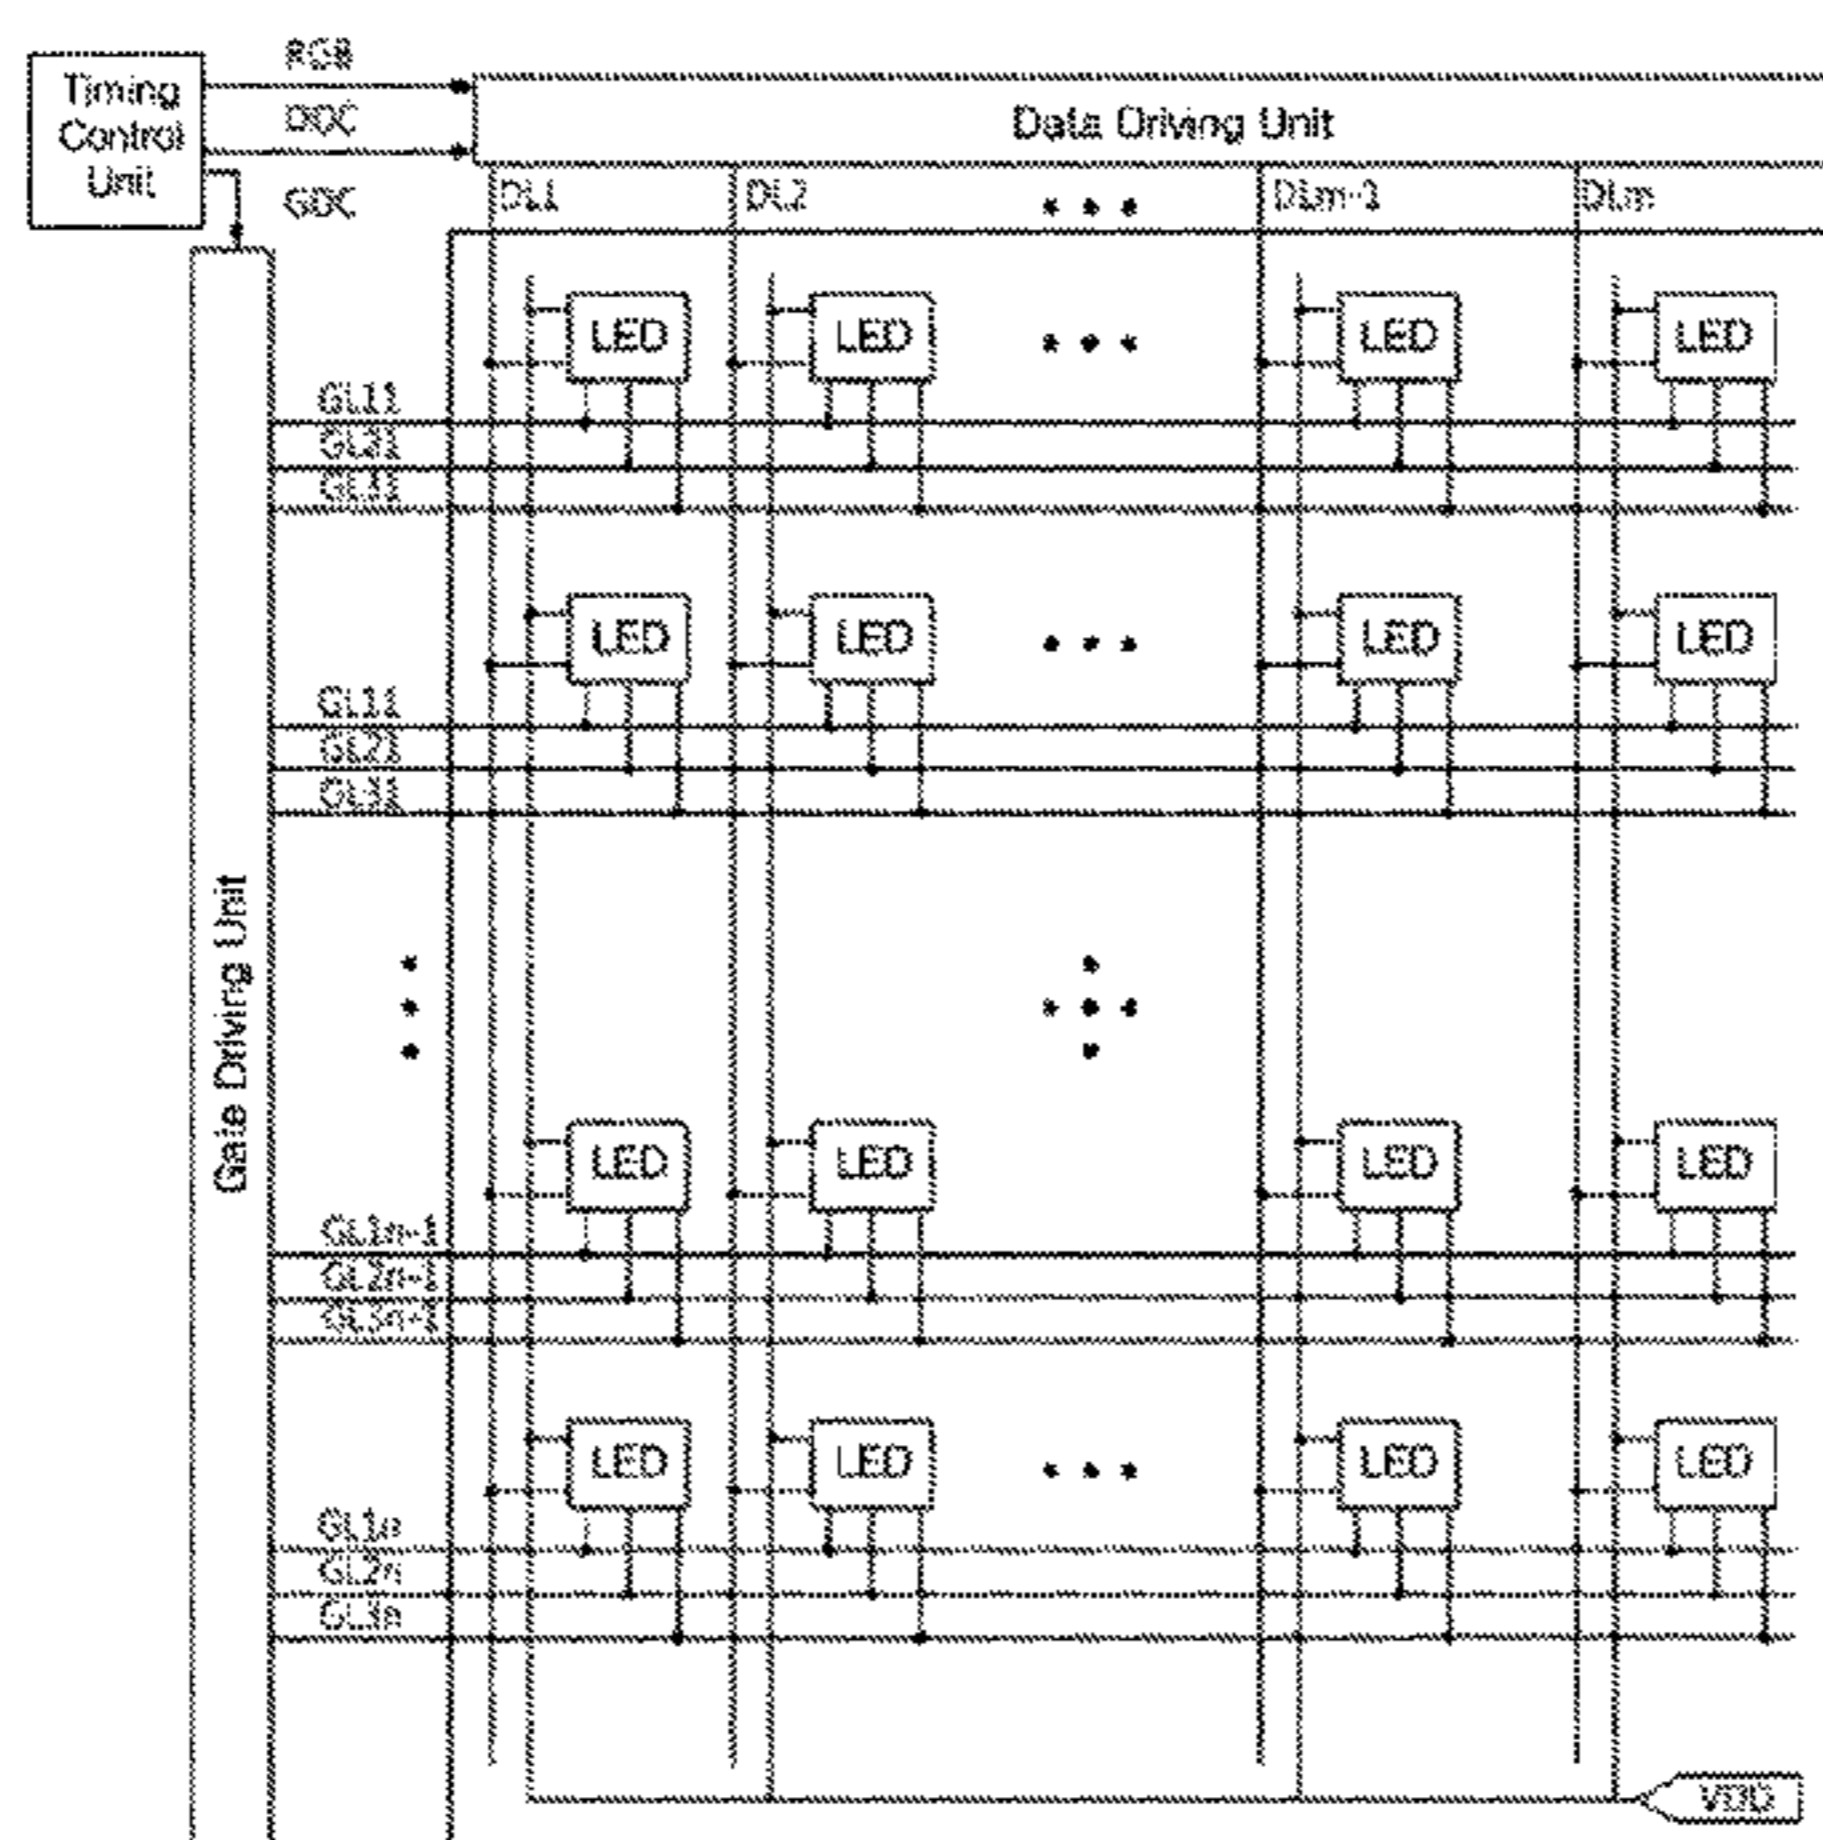 RGB
Timing
Control
Unit
DDC
GDC
Data Driving Unit
DL1 DL2 DLm-1 DLm
LED LED LED LED
GL11
GL21
GL31
LED LED LED LED
GL11
GL21
GL31
Gate Driving Unit
LED LED LED LED
GL1n-1
GL2n-1
GL3n-1
LED LED LED LED
GL1n
GL2n
GL3n
VDD